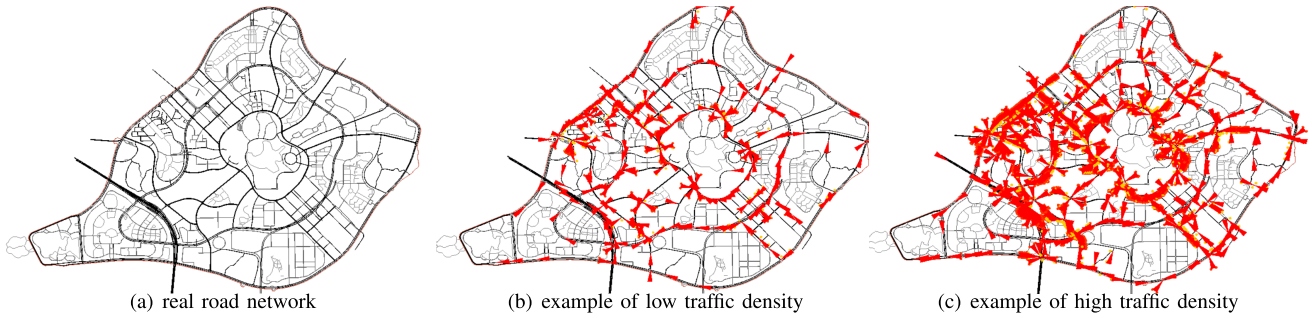 (a) real road network
(b) example of low traffic density
(c) example of high traffic density